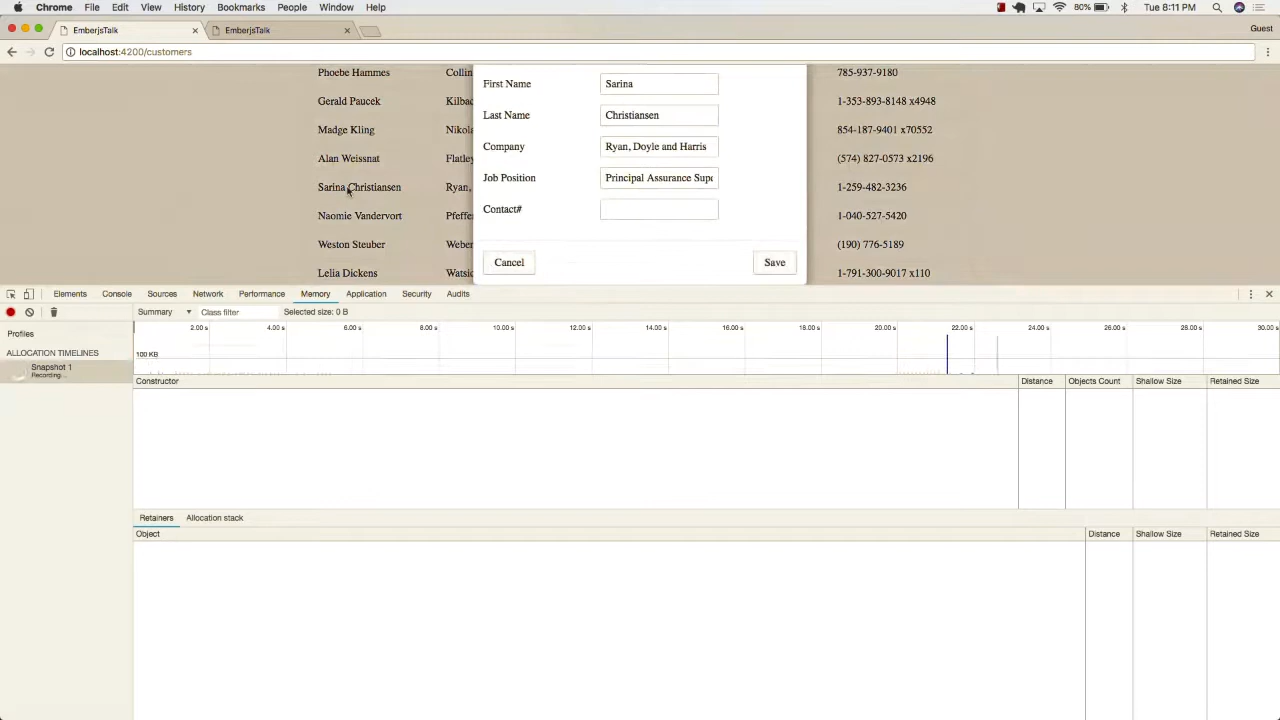 Chrome File Edit View History Bookmarks People Window Help 80% Tue 8:11 PM
EmberjsTalk EmberjsTalk Guest
localhost:4200/customers
Phoebe Hammes Collin 785-937-9180
First Name Sarina
Gerald Paucek Kilbac 1-353-893-8148 x4948
Last Name Christiansen
Madge Kling Nikola 854-187-9401 x70552
Company Ryan, Doyle and Harris
Alan Weissnat Flatley (574) 827-0573 x2196
Job Position Principal Assurance Supe
Sarina Christiansen Ryan, 1-259-482-3236
Contact#
Naomie Vandervort Pfeffe 1-040-527-5420
Weston Steuber Weber (190) 776-5189
Cancel Save
Lelia Dickens Watsic 1-791-300-9017 x110
Elements Console Sources Network Performance Memory Application Security Audits
Summary Class filter Selected size: 0 B
Profiles
2.00 s 4.00 s 6.00 s 8.00 s 10.00 s 12.00 s 14.00 s 16.00 s 18.00 s 20.00 s 22.00 s 24.00 s 26.00 s 28.00 s 30.00 s
ALLOCATION TIMELINES
100 KB
Snapshot 1
Recording...
Constructor Distance Objects Count Shallow Size Retained Size
Retainers Allocation stack
Object Distance Shallow Size Retained Size